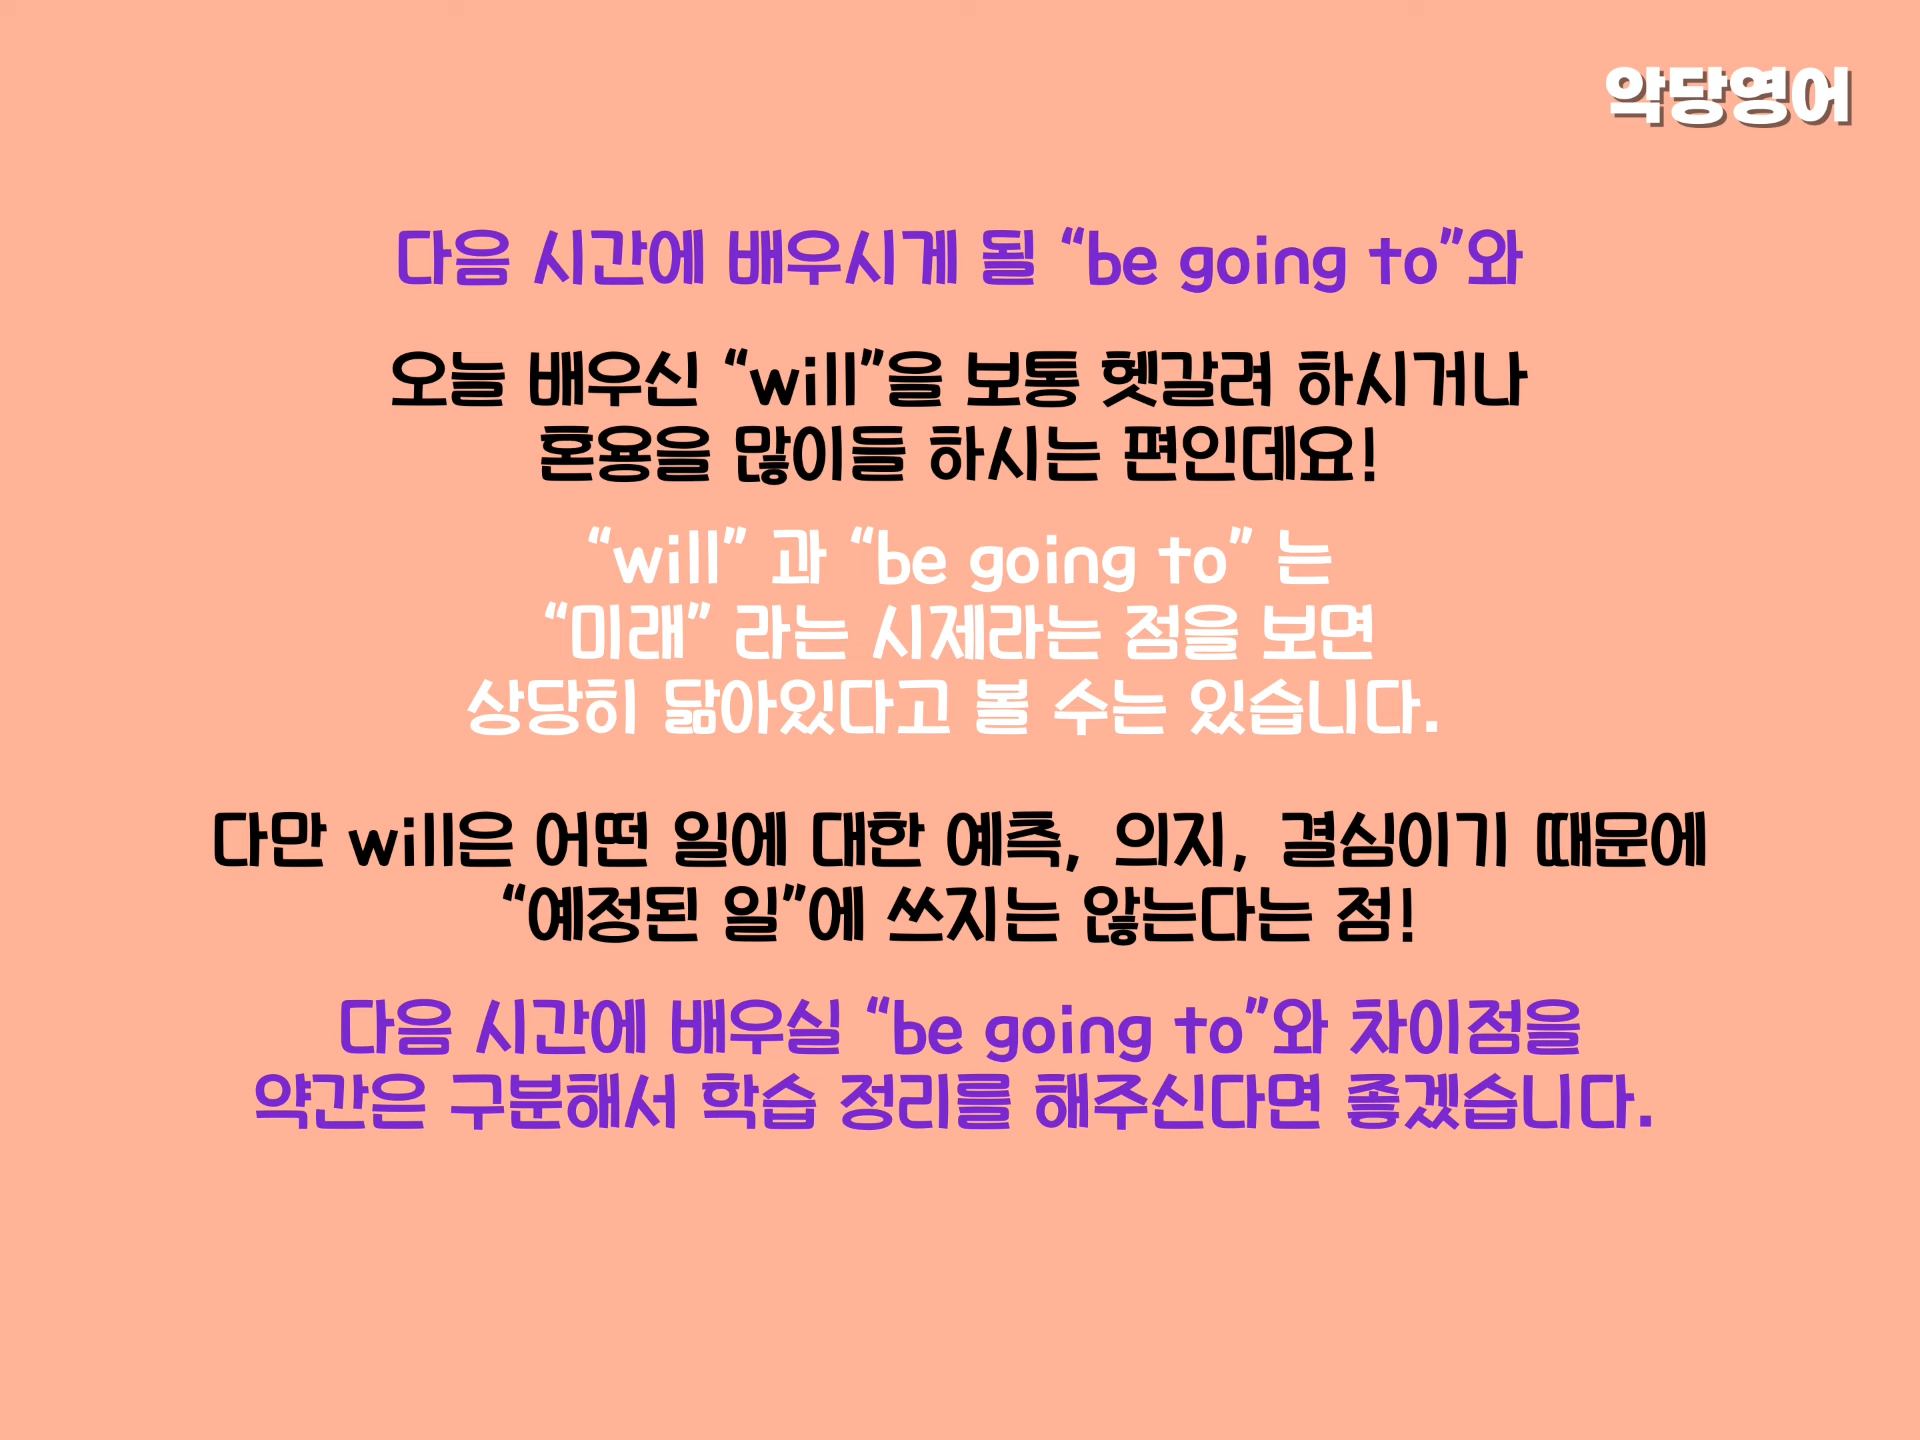 악당영어
다음 시간에 배우시게 될 “be going to”와
오늘 배우신 “will”을 보통 헷갈려 하시거나
혼용을 많이들 하시는 편인데요!
“will” 과 “be going to” 는
“미래” 라는 시제라는 점을 보면
상당히 닮아있다고 볼 수는 있습니다.
다만 will은 어떤 일에 대한 예측, 의지, 결심이기 때문에
“예정된 일”에 쓰지는 않는다는 점!
다음 시간에 배우실 “be going to”와 차이점을
약간은 구분해서 학습 정리를 해주신다면 좋겠습니다.